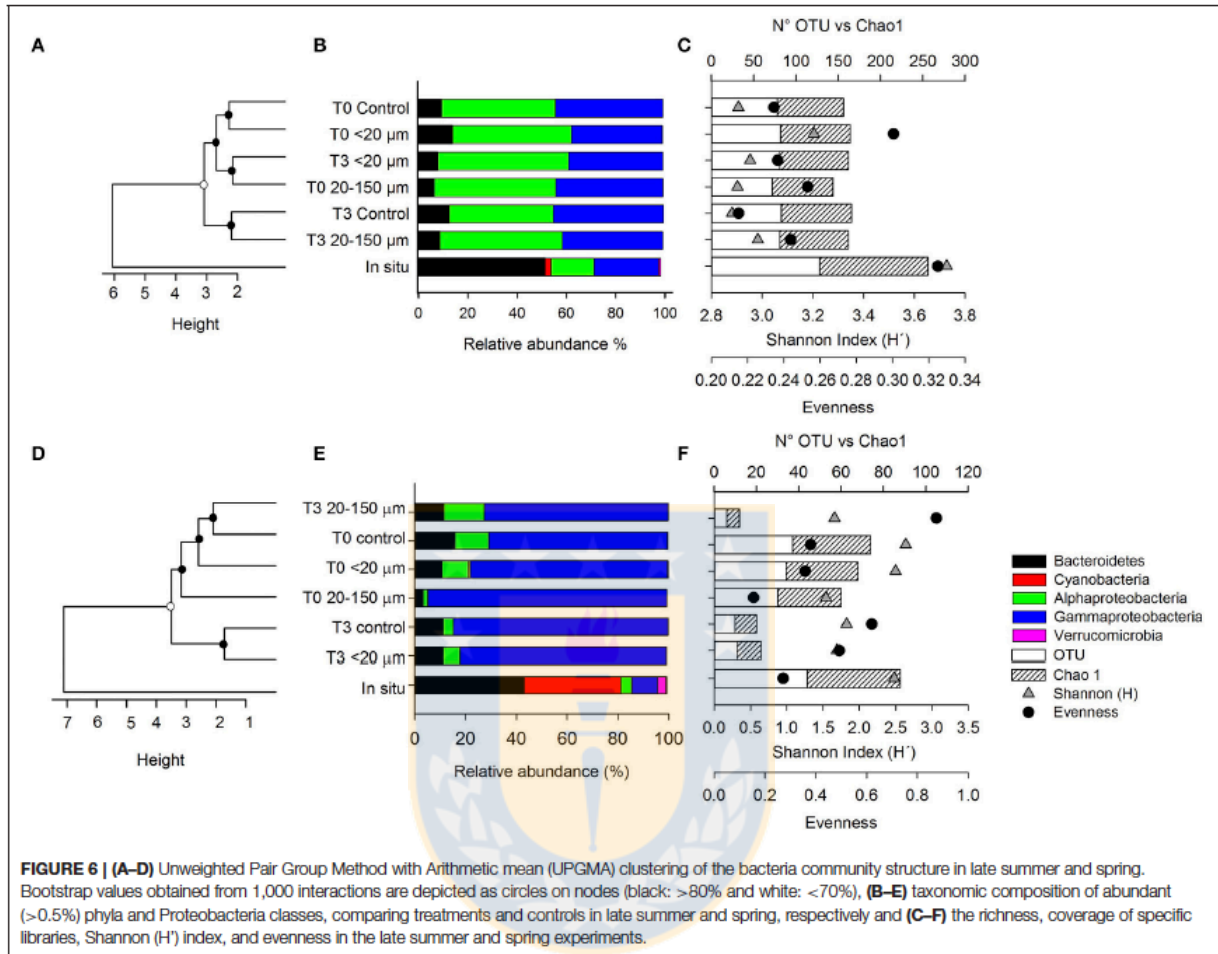 A
B
C
N° OTU vs Chao1
0 50 100 150 200 250 300
T0 Control
T0 <20 µm
T3 <20 µm
T0 20-150 µm
T3 Control
T3 20-150 µm
In situ
6 5 4 3 2
Height
0 20 40 60 80 100
Relative abundance %
2.8 3.0 3.2 3.4 3.6 3.8
Shannon Index (H´)
0.20 0.22 0.24 0.26 0.28 0.30 0.32 0.34
Evenness
D
E
F
N° OTU vs Chao1
0 20 40 60 80 100 120
T3 20-150 µm
T0 control
T0 <20 µm
T0 20-150 µm
T3 control
T3 <20 µm
In situ
7 6 5 4 3 2 1
Height
0 20 40 60 80 100
Relative abundance (%)
0.0 0.5 1.0 1.5 2.0 2.5 3.0 3.5
Shannon Index (H´)
0.0 0.2 0.4 0.6 0.8 1.0
Evenness
Bacteroidetes
Cyanobacteria
Alphaproteobacteria
Gammaproteobacteria
Verrucomicrobia
OTU
Chao 1
Shannon (H)
Evenness
FIGURE 6 | (A–D) Unweighted Pair Group Method with Arithmetic mean (UPGMA) clustering of the bacteria community structure in late summer and spring.
Bootstrap values obtained from 1,000 interactions are depicted as circles on nodes (black: >80% and white: <70%), (B–E) taxonomic composition of abundant
(>0.5%) phyla and Proteobacteria classes, comparing treatments and controls in late summer and spring, respectively and (C–F) the richness, coverage of specific
libraries, Shannon (H') index, and evenness in the late summer and spring experiments.